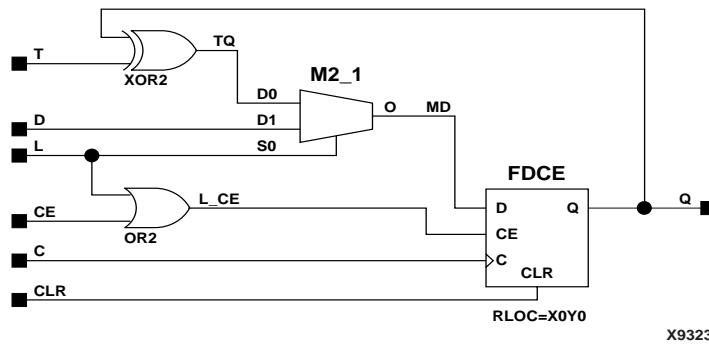 TQ
M2_1
T
XOR2
D0
O
MD
D
D1
L
S0
FDCE
L_CE
D
Q
Q
CE
CE
OR2
C
C
CLR
CLR
RLOC=X0Y0
X9323